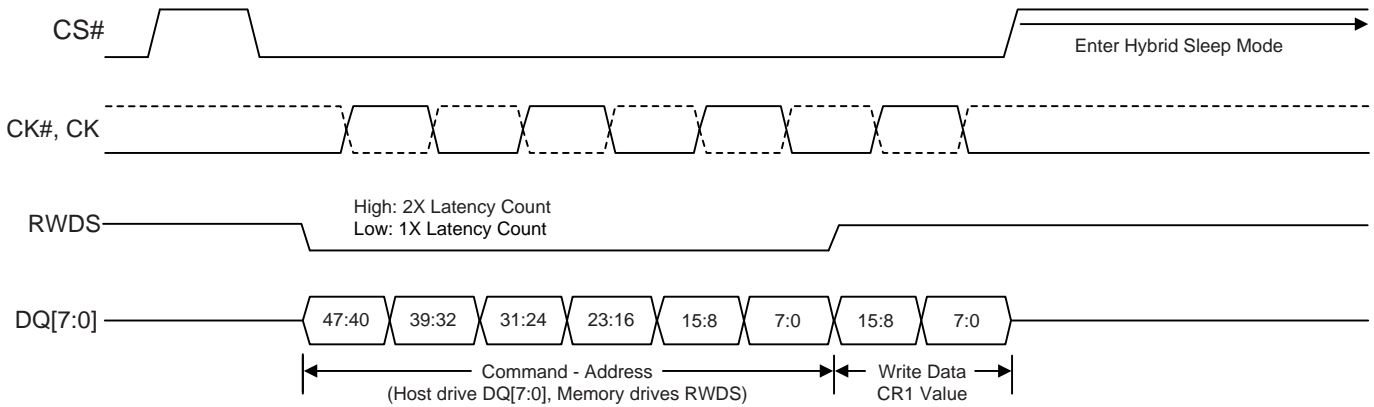 CS#
Enter Hybrid Sleep Mode
CK#, CK
RWDS
High: 2X Latency Count
Low: 1X Latency Count
DQ[7:0]
47:40 39:32 31:24 23:16 15:8 7:0 15:8 7:0
Command - Address
(Host drive DQ[7:0], Memory drives RWDS)
Write Data
CR1 Value